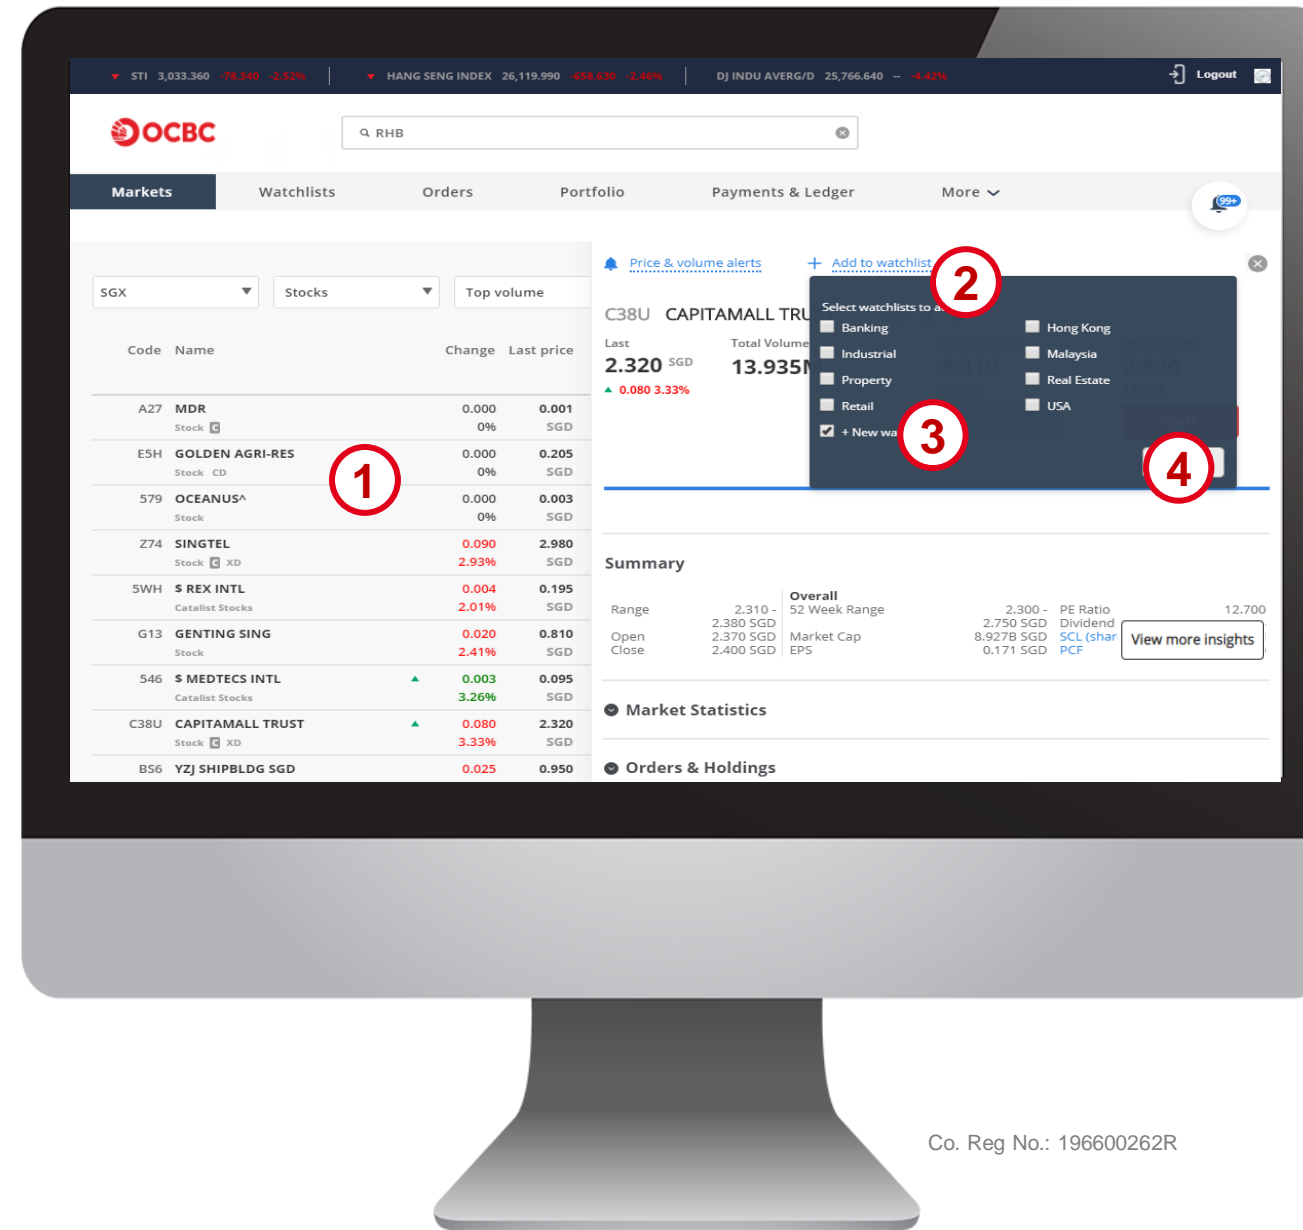 STI 3,033.360 -78.340 -2.52%
HANG SENG INDEX 26,119.990 -658.630 -2.46%
DJ INDU AVERG/D 25,766.640 -- -4.42%
Logout
OCBC
RHB
Markets Watchlists Orders Portfolio Payments & Ledger More
99+
SGX Stocks Top volume
Code Name Change Last price
A27 MDR 0.000 0.001
Stock C 0% SGD
E5H GOLDEN AGRI-RES 0.000 0.205
Stock CD 0% SGD
579 OCEANUS^ 0.000 0.003
Stock 0% SGD
Z74 SINGTEL 0.090 2.980
Stock C XD 2.93% SGD
5WH $ REX INTL 0.004 0.195
Catalist Stocks 2.01% SGD
G13 GENTING SING 0.020 0.810
Stock 2.41% SGD
546 $ MEDTECS INTL 0.003 0.095
Catalist Stocks 3.26% SGD
C38U CAPITAMALL TRUST 0.080 2.320
Stock C XD 3.33% SGD
BS6 YZJ SHIPBLDG SGD 0.025 0.950
1
Price & volume alerts + Add to watchlist
2
C38U CAPITAMALL TRU
Last Total Volume
2.320 SGD 13.935M
0.080 3.33%
2.310 2.320
Select watchlists to
Banking Hong Kong
Industrial Malaysia
Property Real Estate
Retail USA
+ New
3
4
Summary
Overall
Range 2.310 - 52 Week Range 2.300 - PE Ratio 12.700
2.380 SGD 2.750 SGD Dividend
Open 2.370 SGD Market Cap 8.927B SGD SCL (shar
Close 2.400 SGD EPS 0.171 SGD PCF
View more insights
Market Statistics
Orders & Holdings
Co. Reg No.: 196600262R